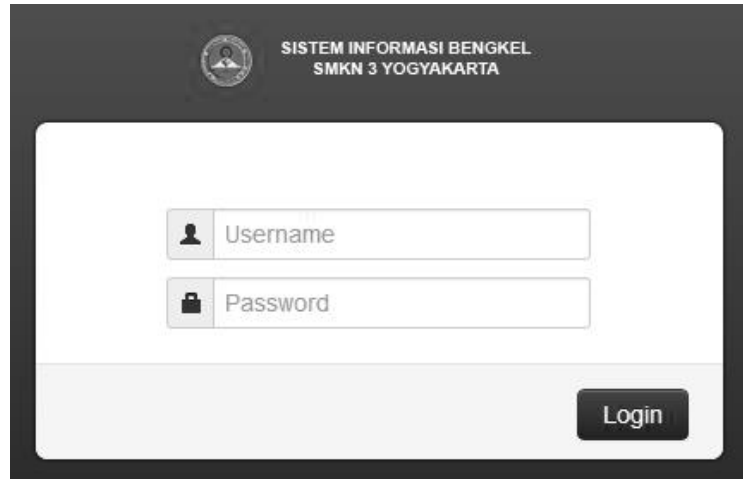 SISTEM INFORMASI BENGKEL
SMKN 3 YOGYAKARTA
Username
Password
Login